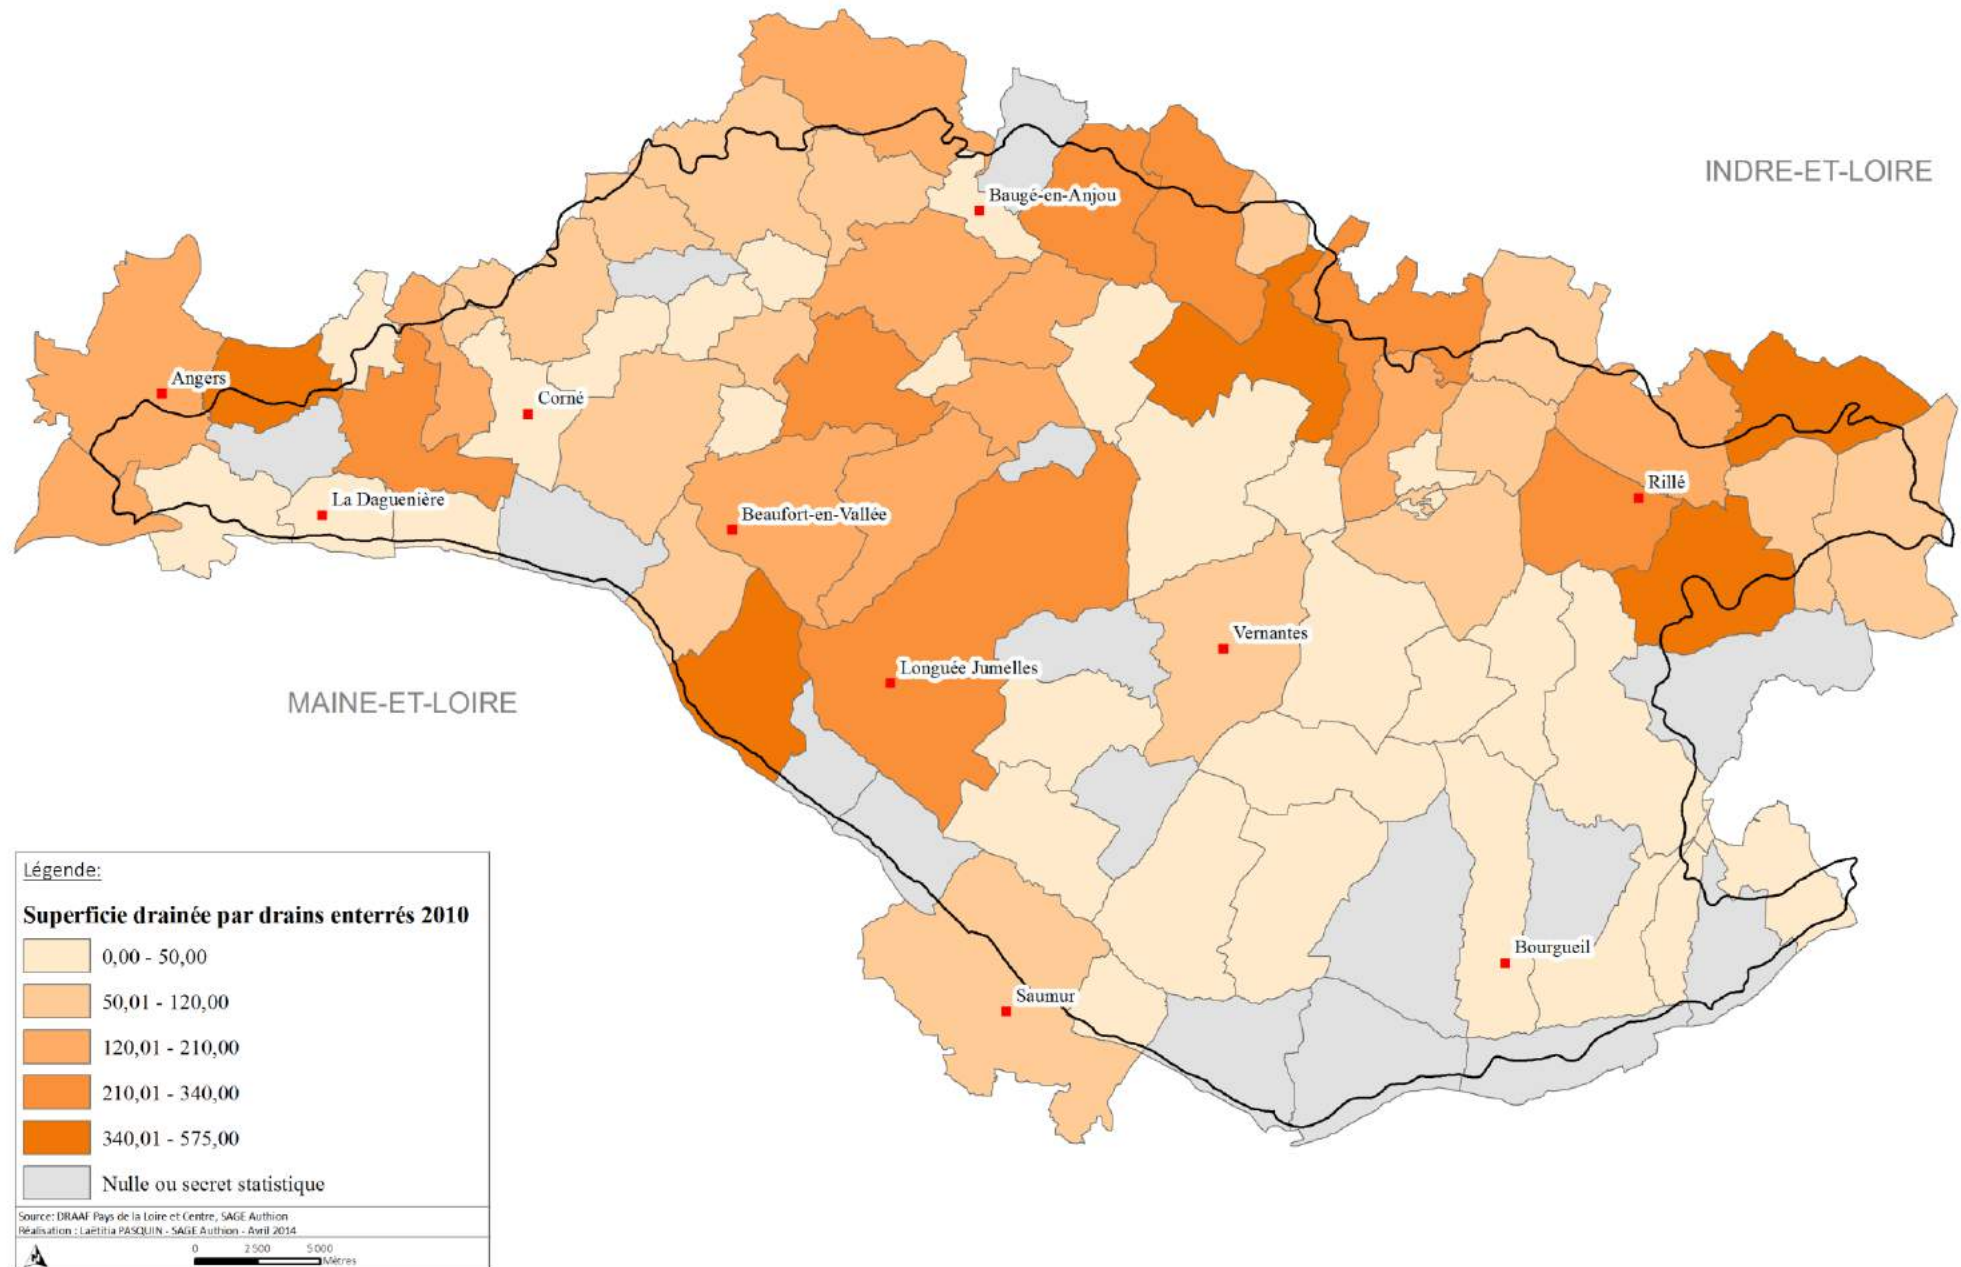 INDRE-ET-LOIRE
Baugé-en-Anjou
Angers
Corné
Rillé
La Daguenière
Beaufort-en-Vallée
Vernantes
Longuée Jumelles
MAINE-ET-LOIRE
Bourgueil
Saumur
Légende:
Superficie drainée par drains enterrés 2010
0,00 - 50,00
50,01 - 120,00
120,01 - 210,00
210,01 - 340,00
340,01 - 575,00
Nulle ou secret statistique
Source: DRAAF Pays de la Loire et Centre, SAGE Authion
Réalisation : Laëtitia PASQUIN - SAGE Authion - Avril 2014
0 2 500 5 000
Mètres